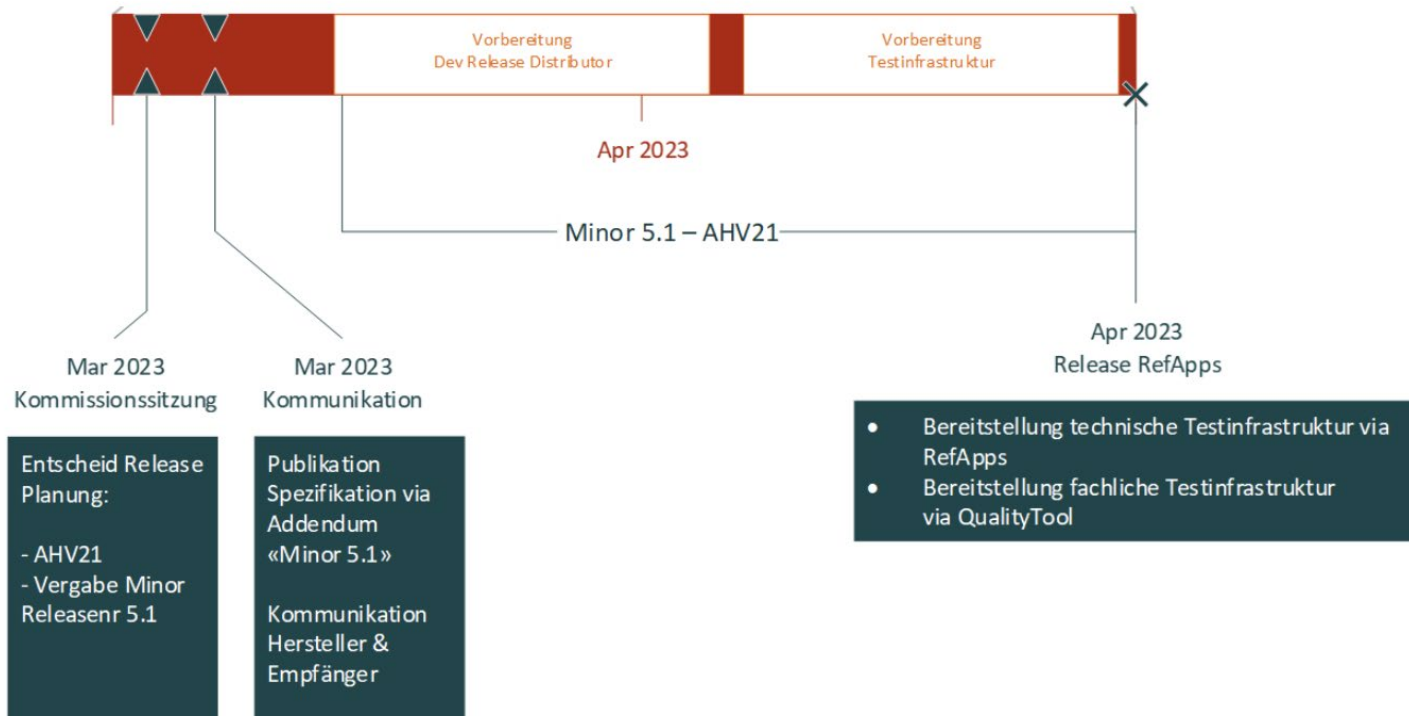 Vorbereitung
Dev Release Distributor
Vorbereitung
Testinfrastruktur
Apr 2023
Minor 5.1 – AHV21
Mar 2023
Kommissionssitzung
Mar 2023
Kommunikation
Apr 2023
Release RefApps
Entscheid Release
Planung:
- AHV21
- Vergabe Minor
Releasenr 5.1
Publikation
Spezifikation via
Addendum
«Minor 5.1»
Kommunikation
Hersteller &
Empfänger
• Bereitstellung technische Testinfrastruktur via
RefApps
• Bereitstellung fachliche Testinfrastruktur
via QualityTool